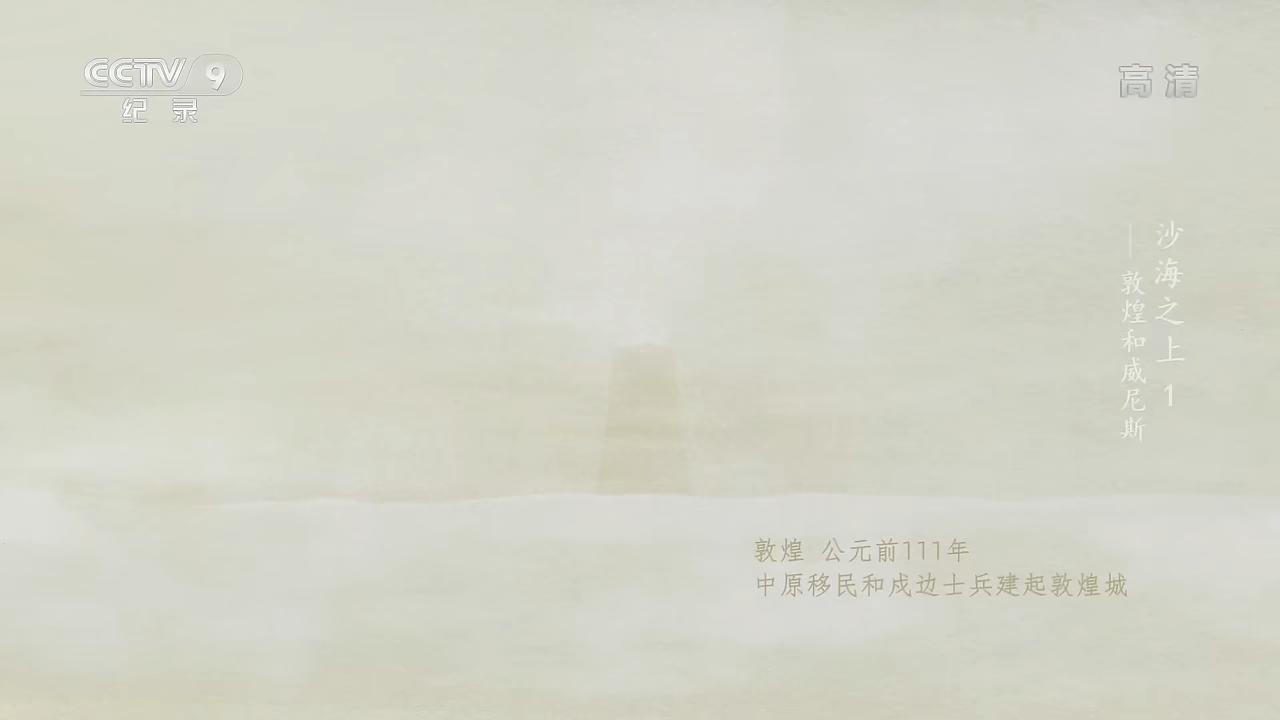 CCTV 9
纪录
高清
沙海之上 1
—敦煌和威尼斯
敦煌 公元前111年
中原移民和戍边士兵建起敦煌城